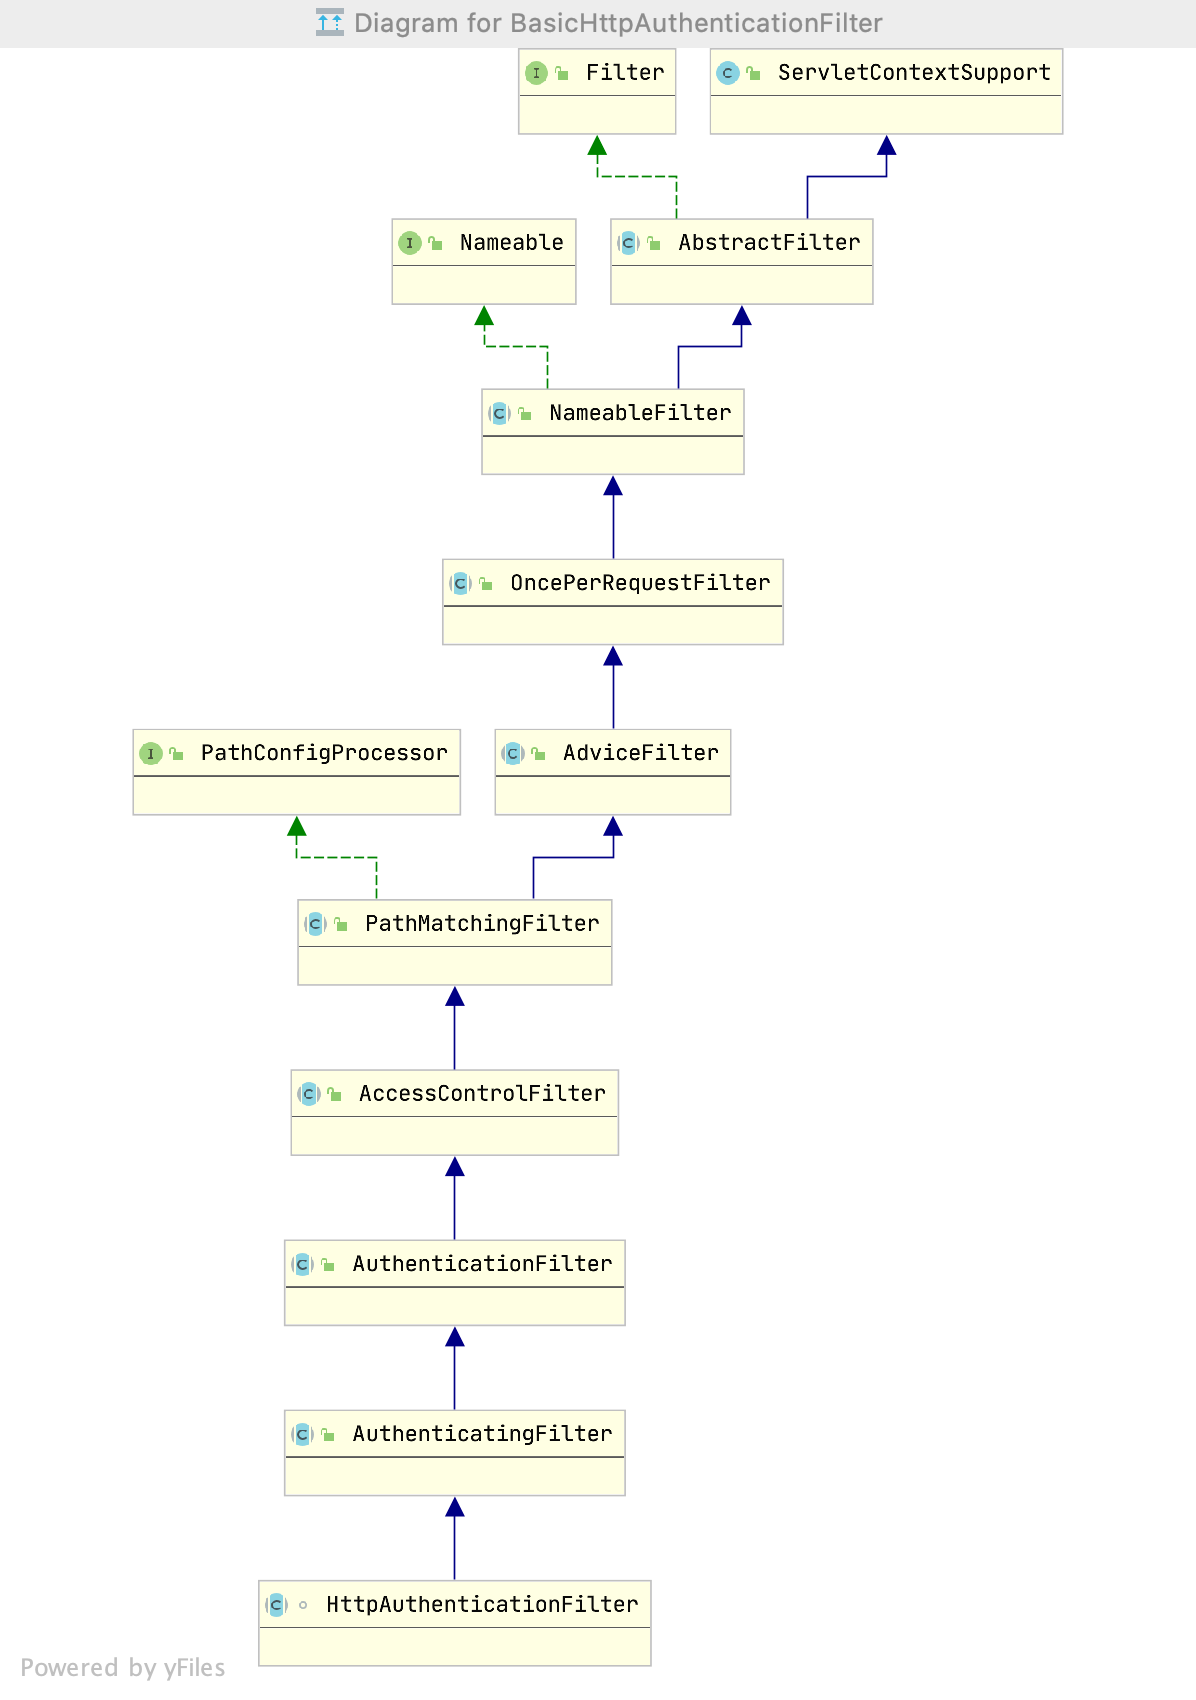 Diagram for BasicHttpAuthenticationFilter
I Filter
C ServletContextSupport
I Nameable
C AbstractFilter
C NameableFilter
C OncePerRequestFilter
I PathConfigProcessor
C AdviceFilter
C PathMatchingFilter
C AccessControlFilter
C AuthenticationFilter
C AuthenticatingFilter
C HttpAuthenticationFilter
Powered by yFiles